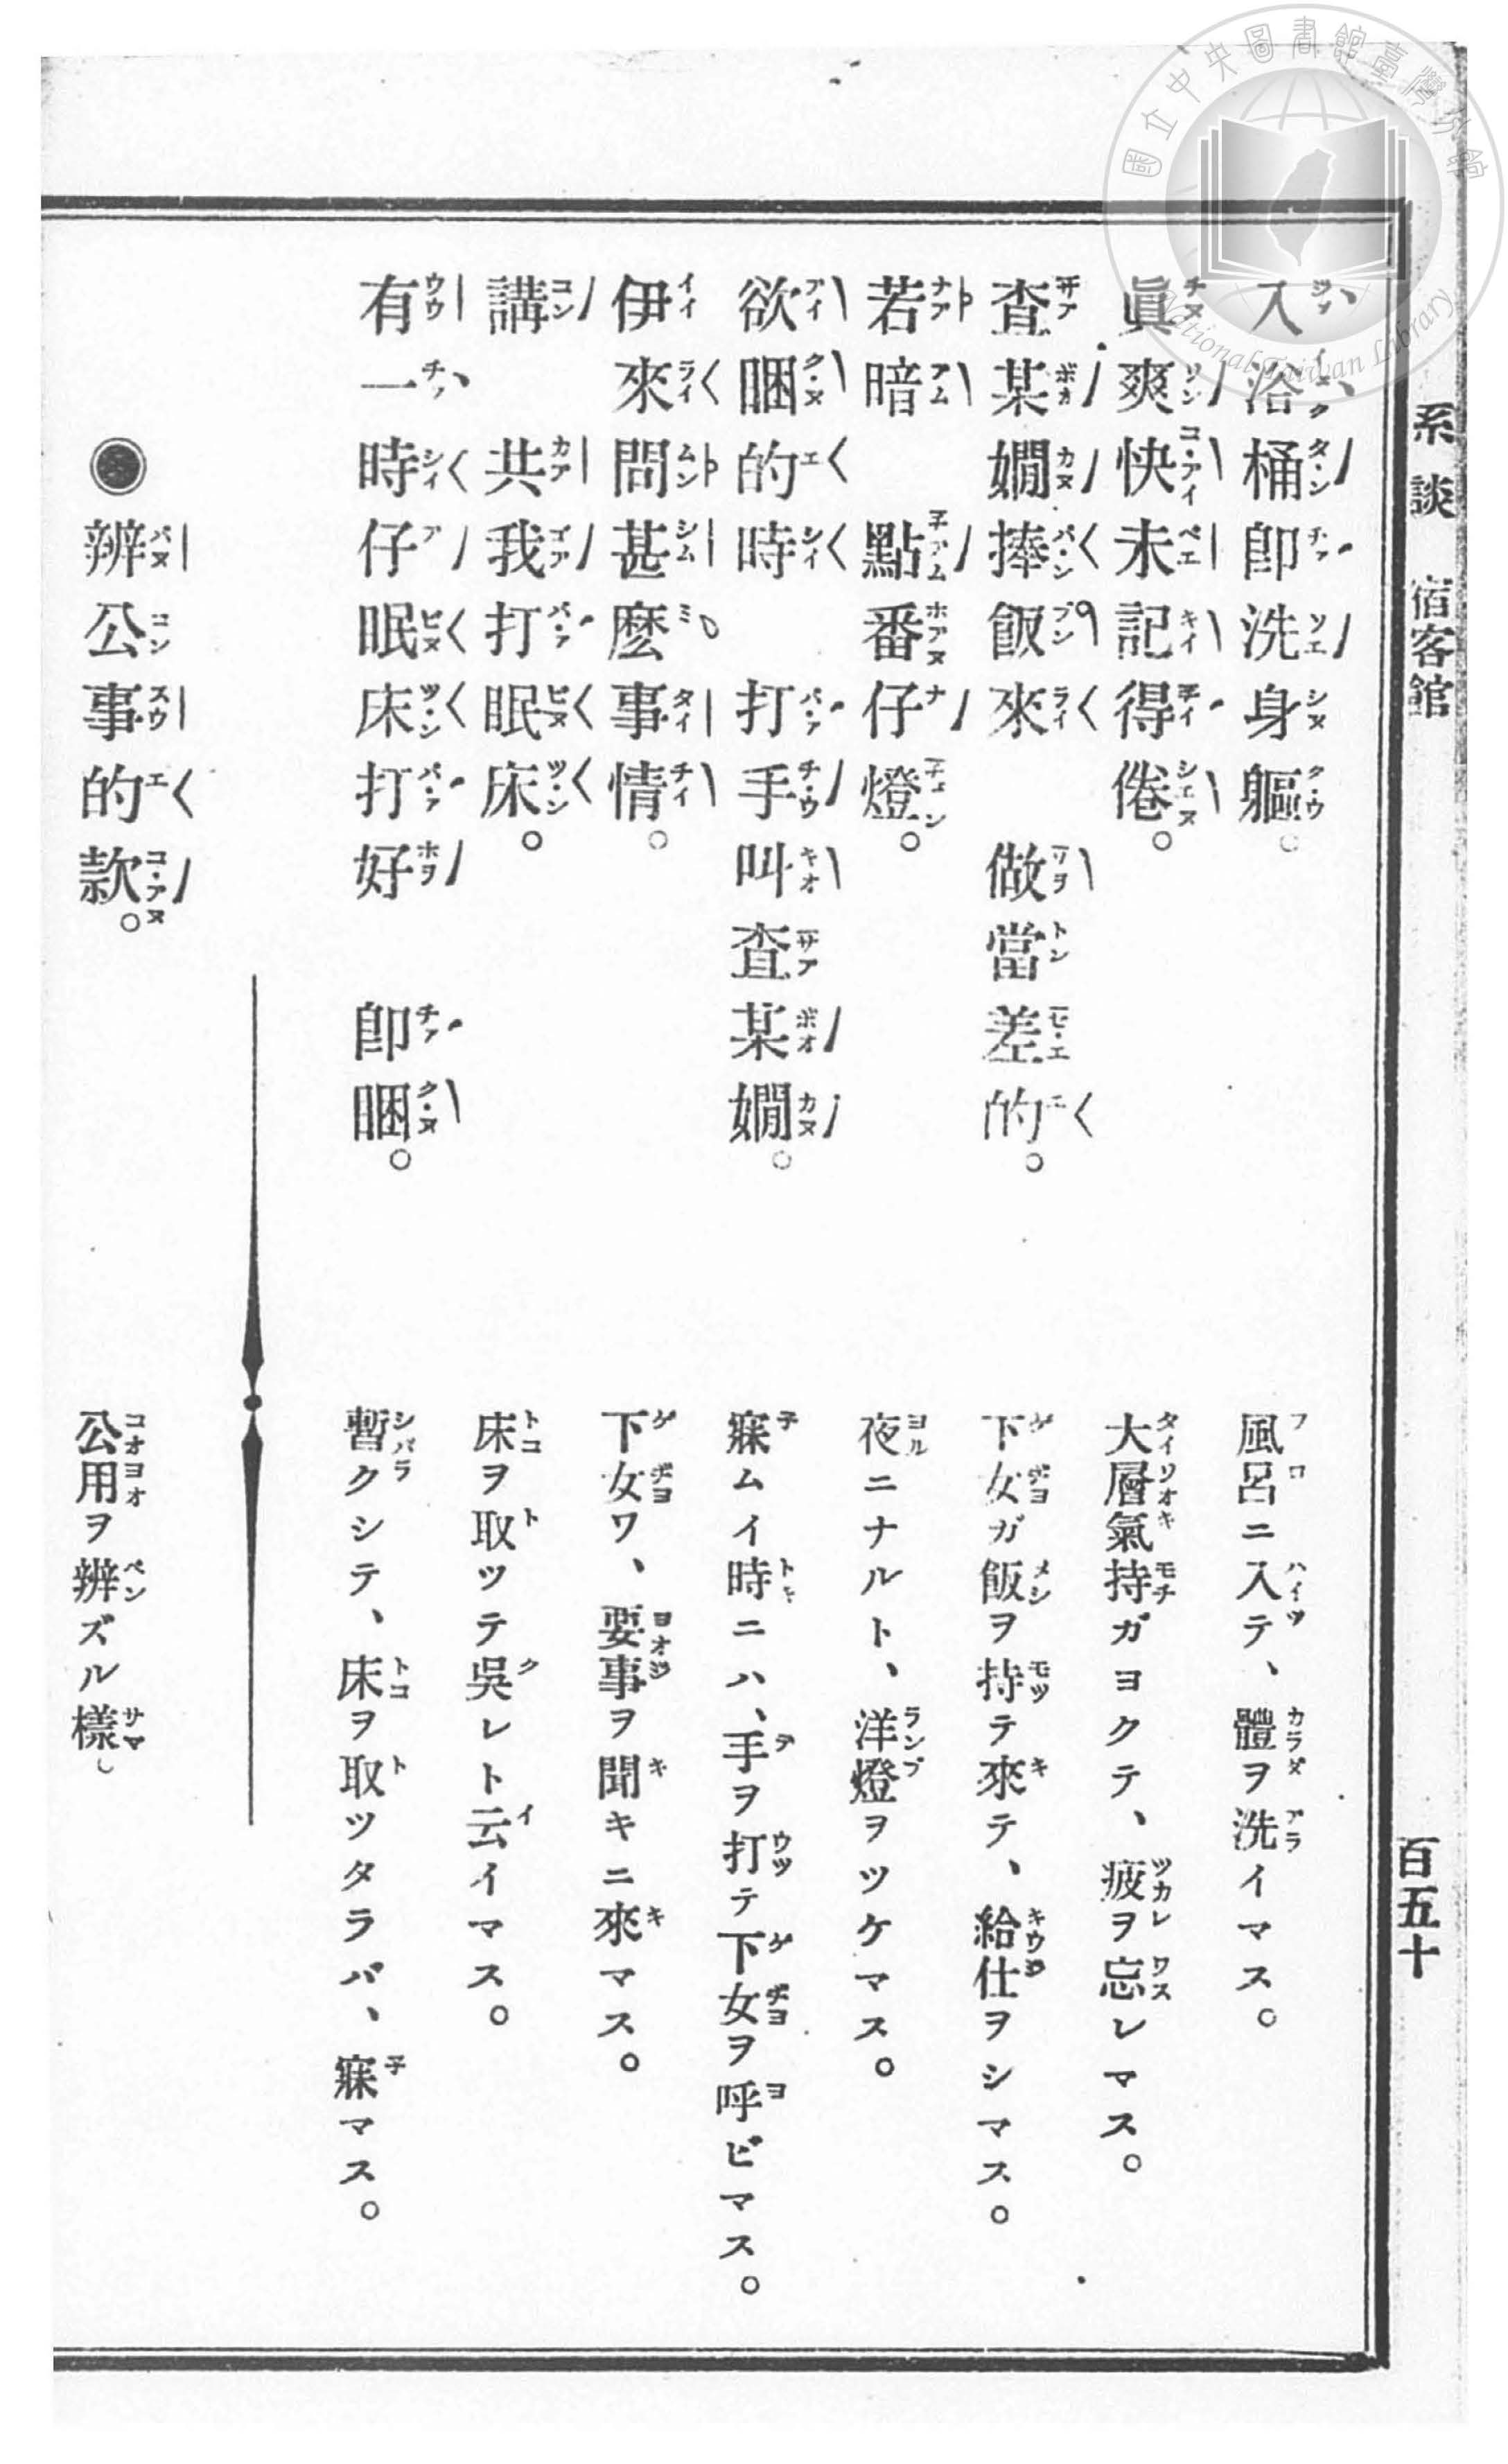 國立中央圖書館臺灣分館
National Taiwan Library
系談 宿客館
百五十
入浴桶卽洗身軀。
風呂ニ入テ、體ヲ洗イマス。
眞爽快未記得倦。
大層氣持ガヨクテ、疲ヲ忘レマス。
査某嫺捧飯來 做當差的。
下女ガ飯ヲ持テ來テ、給仕ヲシマス。
若暗 點番仔燈。
夜ニナルト、洋燈ヲツケマス。
欲睏的時 打手叫査某嫺。
寐ムイ時ニハ、手ヲ打テ下女ヲ呼ビマス。
伊來問甚麽事情。
下女ワ、要事ヲ聞キニ來マス。
講 共我打眠床。
床ヲ取ッテ吳レト云イマス。
有一時仔眠床打好 卽睏。
暫クシテ、床ヲ取ッタラバ、寐マス。
◉辨公事的款。
公用ヲ辨ズル樣。